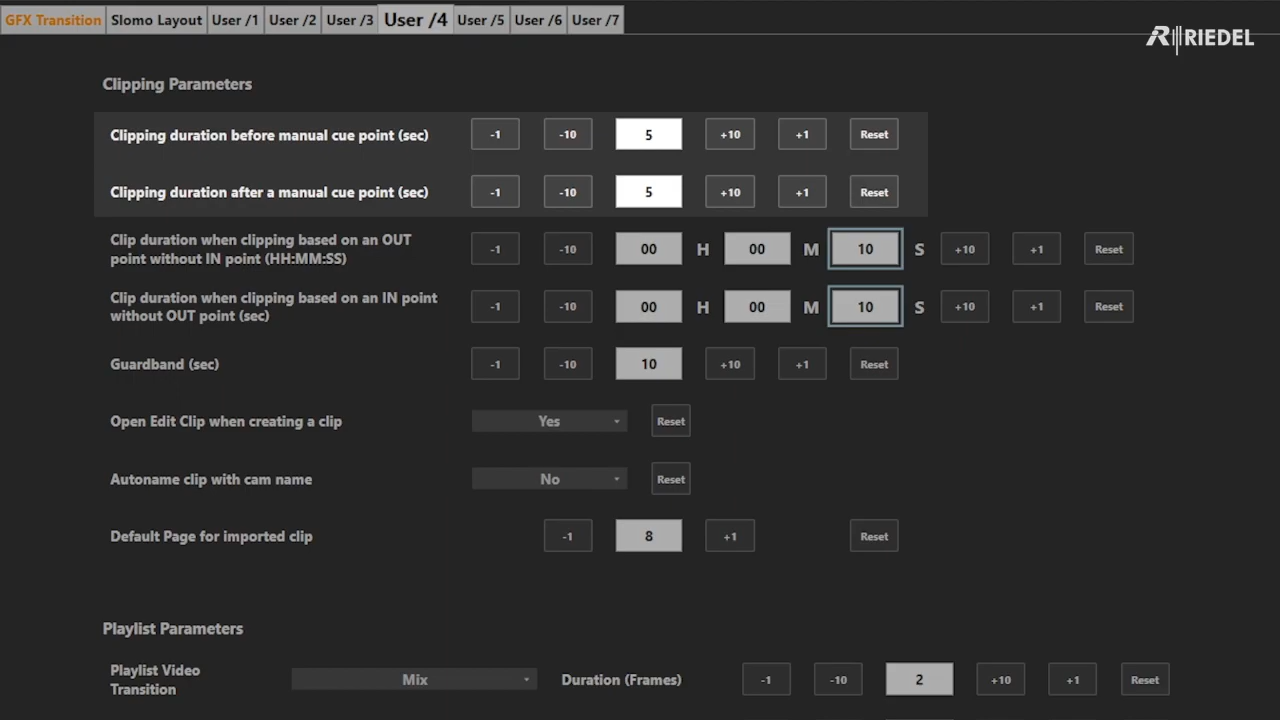 GFX Transition Slomo Layout User /1 User /2 User /3 User /4 User /5 User /6 User /7
RIEDEL
Clipping Parameters
Clipping duration before manual cue point (sec) -1 -10 5 +10 +1 Reset
Clipping duration after a manual cue point (sec) -1 -10 5 +10 +1 Reset
Clip duration when clipping based on an OUT
point without IN point (HH:MM:SS) -1 -10 00 H 00 M 10 S +10 +1 Reset
Clip duration when clipping based on an IN point
without OUT point (sec) -1 -10 00 H 00 M 10 S +10 +1 Reset
Guardband (sec) -1 -10 10 +10 +1 Reset
Open Edit Clip when creating a clip Yes Reset
Autoname clip with cam name No Reset
Default Page for imported clip -1 8 +1 Reset
Playlist Parameters
Playlist Video
Transition Mix Duration (Frames) -1 -10 2 +10 +1 Reset